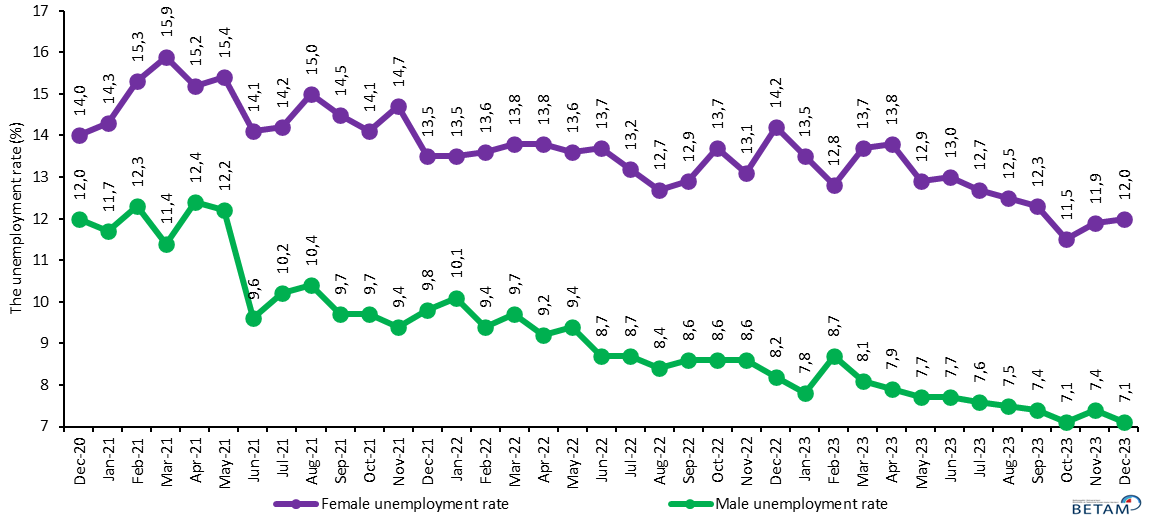 The unemployment rate (%)
17
16
15
14
13
12
11
10
9
8
7
14,0 14,3 15,3 15,9 15,2 15,4 14,1 14,2 15,0 14,5 14,1 14,7 13,5 13,5 13,6 13,8 13,8 13,6 13,7 13,2 12,7 12,9 13,7 13,1 14,2 13,5 12,8 13,7 13,8 12,9 13,0 12,7 12,5 12,3 11,5 11,9 12,0
12,0 11,7 12,3 11,4 12,4 12,2 9,6 10,2 10,4 9,7 9,7 9,4 9,8 10,1 9,4 9,7 9,2 9,4 8,7 8,7 8,4 8,6 8,6 8,6 8,2 7,8 8,7 8,1 7,9 7,7 7,7 7,6 7,5 7,4 7,1 7,4 7,1
Dec-20 Jan-21 Feb-21 Mar-21 Apr-21 May-21 Jun-21 Jul-21 Aug-21 Sep-21 Oct-21 Nov-21 Dec-21 Jan-22 Feb-22 Mar-22 Apr-22 May-22 Jun-22 Jul-22 Aug-22 Sep-22 Oct-22 Nov-22 Dec-22 Jan-23 Feb-23 Mar-23 Apr-23 May-23 Jun-23 Jul-23 Aug-23 Sep-23 Oct-23 Nov-23 Dec-23
Female unemployment rate Male unemployment rate
BETAM